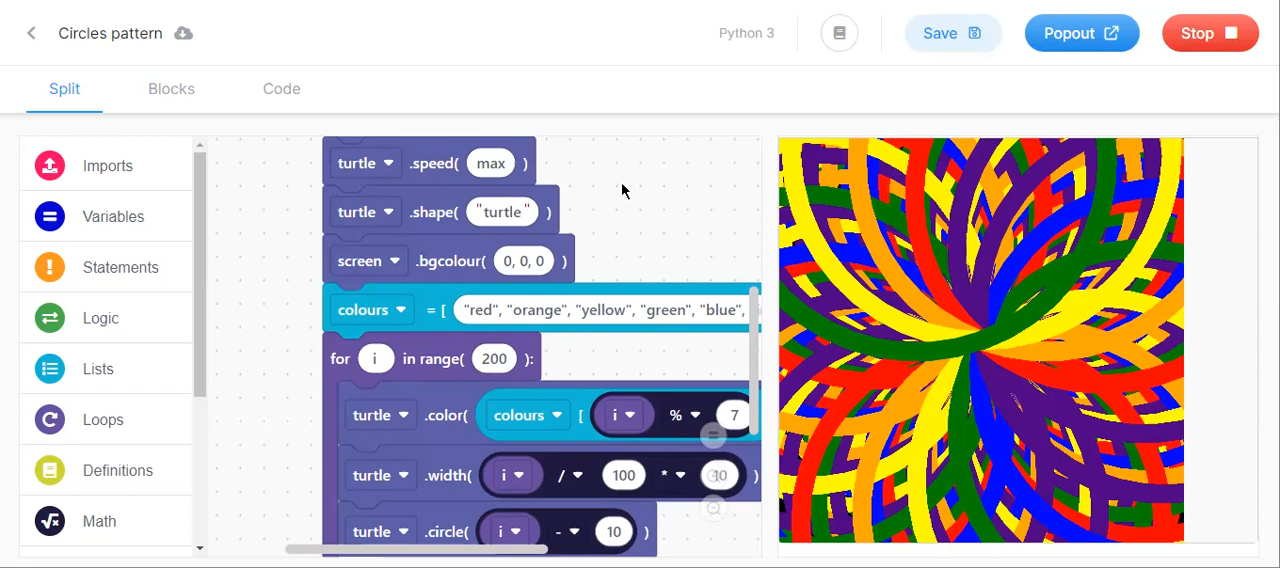 Circles pattern
Python 3
Save
Popout
Stop
Split
Blocks
Code
Imports
Variables
Statements
Logic
Lists
Loops
Definitions
Math
turtle .speed( max )
turtle .shape( "turtle" )
screen .bgcolour( 0, 0, 0 )
colours = [ "red", "orange", "yellow", "green", "blue",
for i in range( 200 ):
turtle .color( colours [ i % 7
turtle .width( i / 100 * 10 )
turtle .circle( i - 10 )